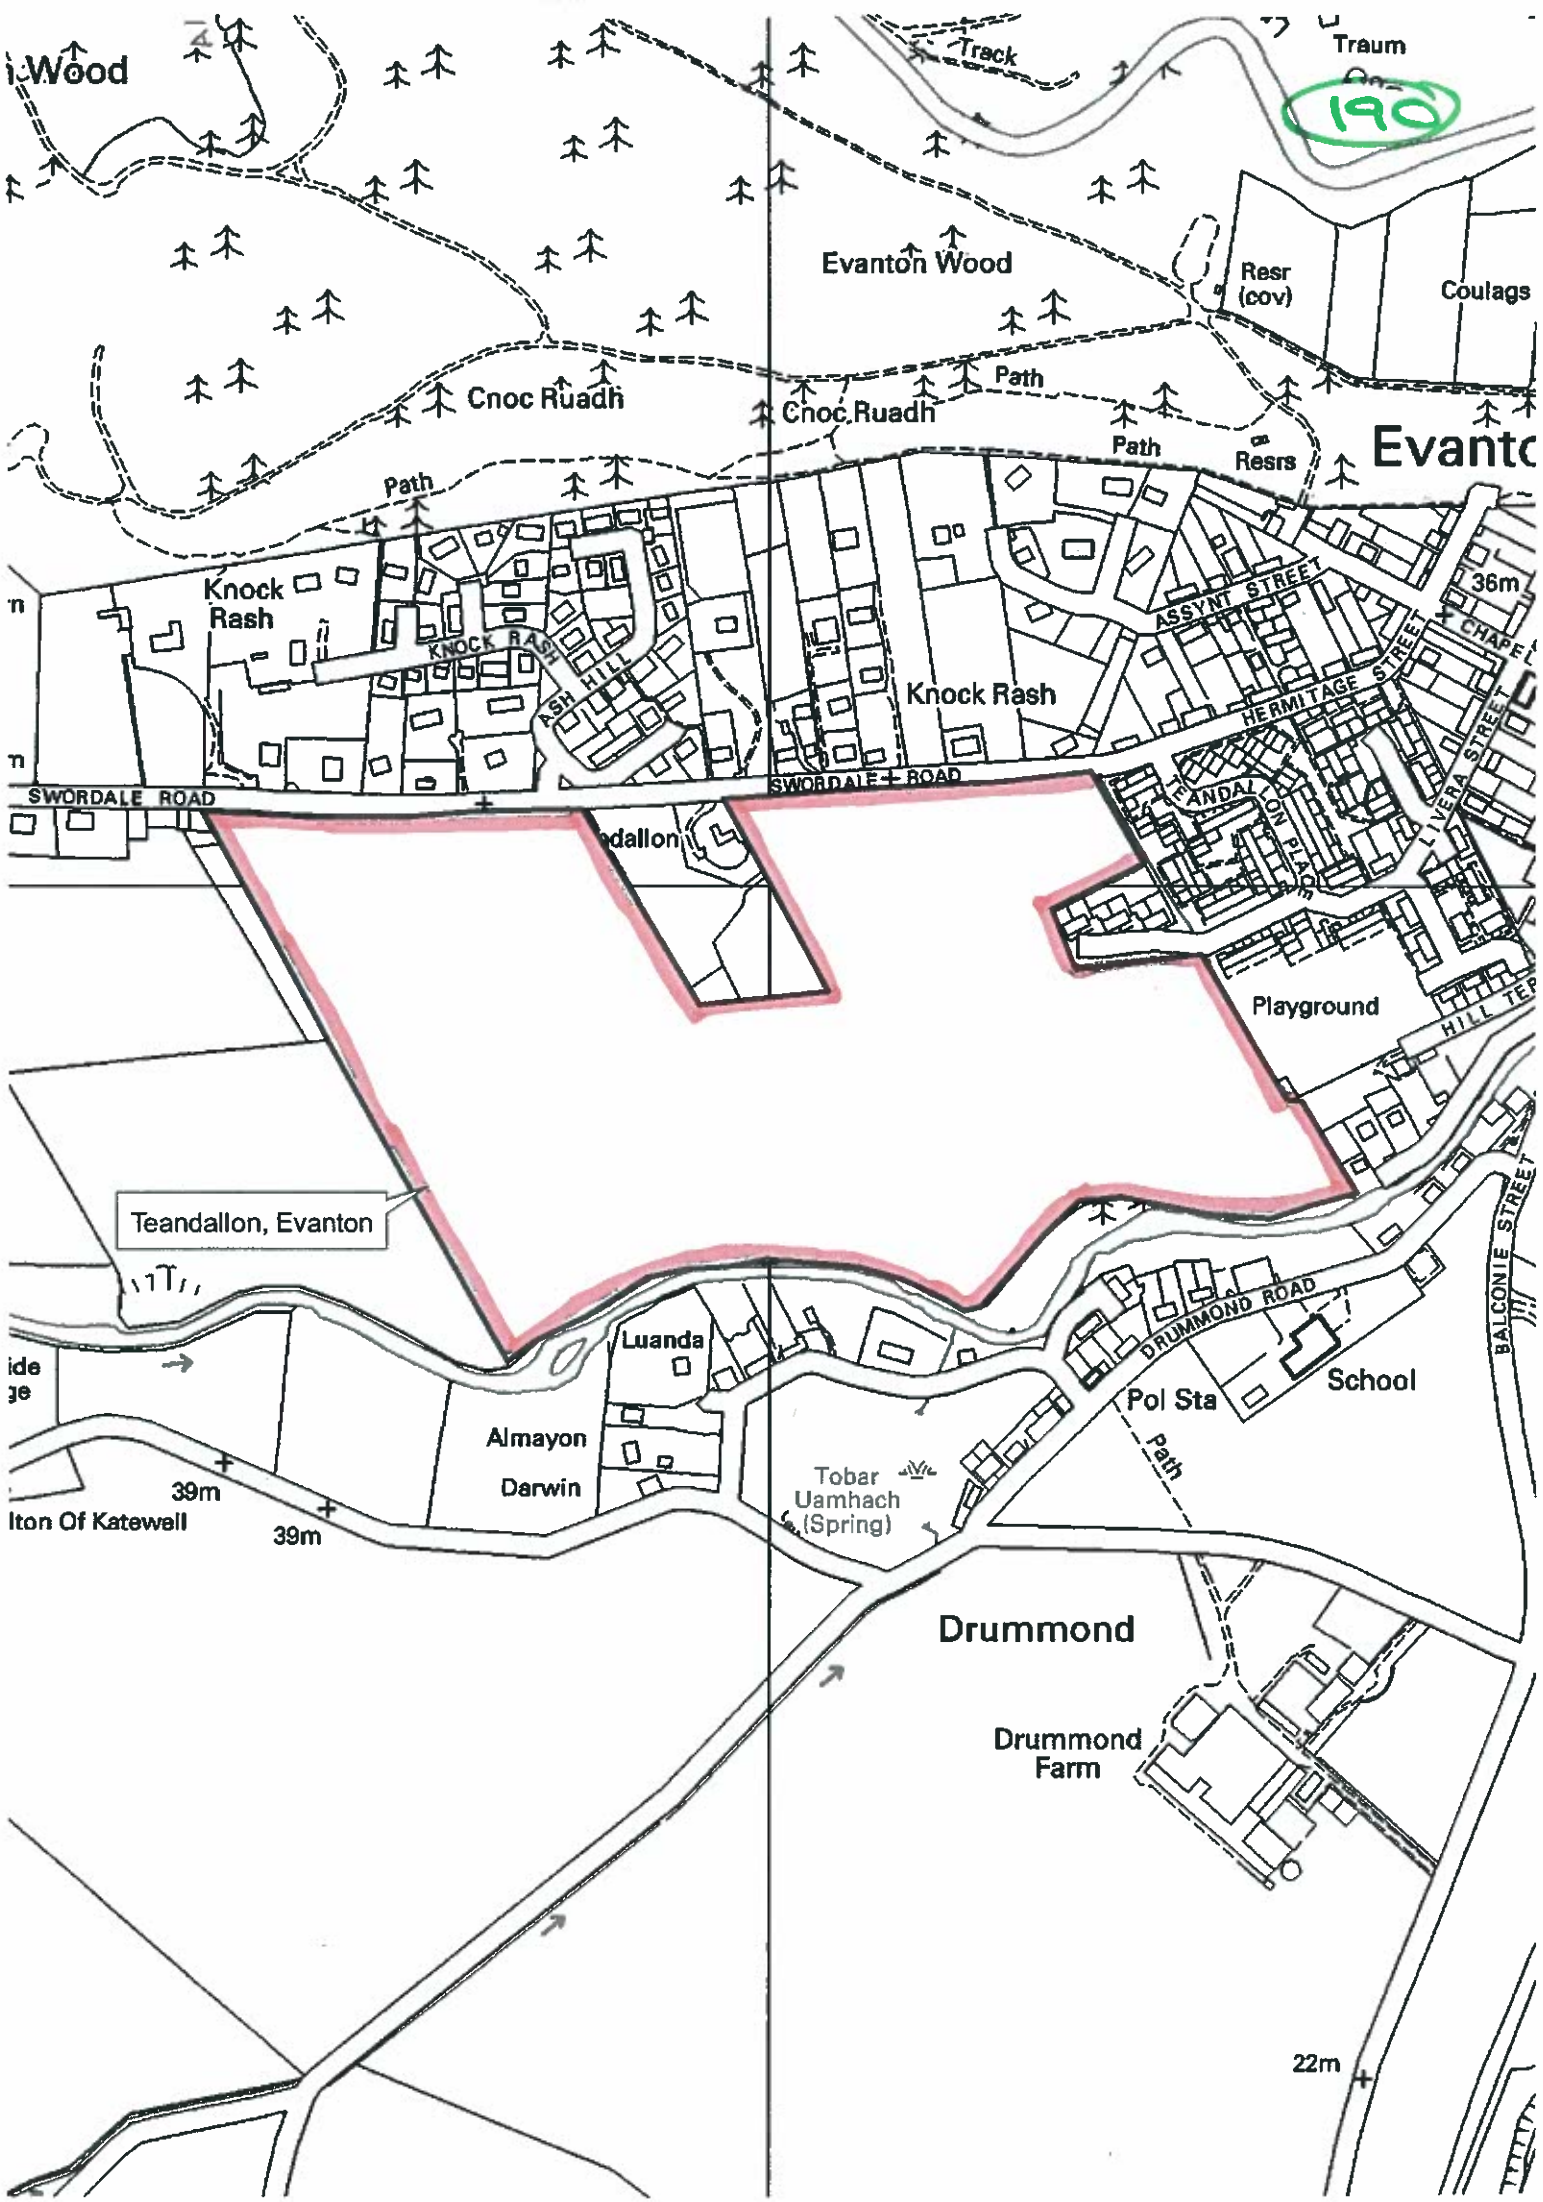 Wood
Track
Traum
190
Evanton Wood
Resr
(cov)
Coulags
Cnoc Ruadh
Cnoc Ruadh
Path
Path
Path
Resrs
Evanto
Knock
Rash
36m
ASSYNT STREET
CHAPEL
KNOCK RASH
ASH HILL
Knock Rash
HERMITAGE STREET
LIVERA STREET
SWORDALE ROAD
SWORDALE ROAD
TEANDALLON PLACE
dallon
Playground
HILL TER
Teandallon, Evanton
BALCONIE STREET
Luanda
DRUMMOND ROAD
School
Pol Sta
Path
ide
ge
Almayon
Darwin
Tobar
Uamhach
(Spring)
39m
39m
lton Of Katewell
Drummond
Drummond
Farm
22m